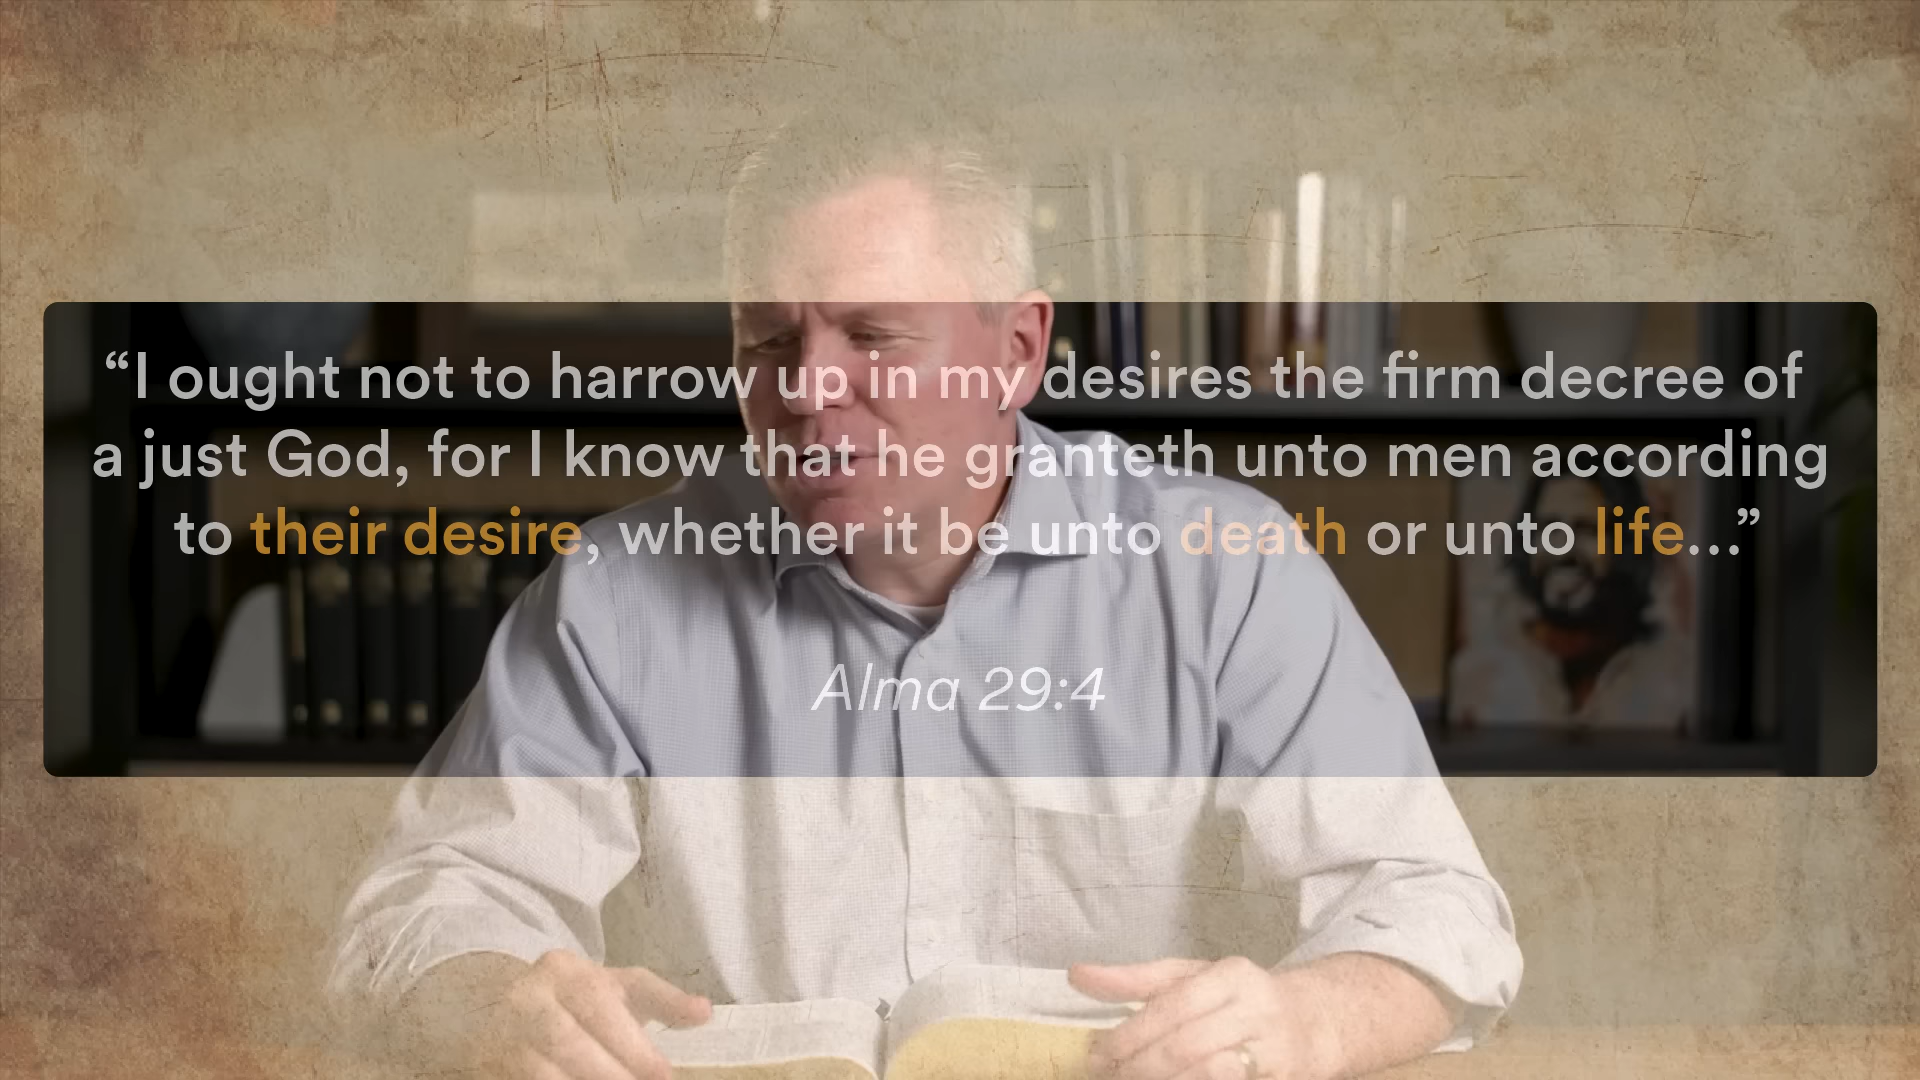 “I ought not to harrow up in my desires the firm decree of
a just God, for I know that he granteth unto men according
to their desire, whether it be unto death or unto life...”
Alma 29:4